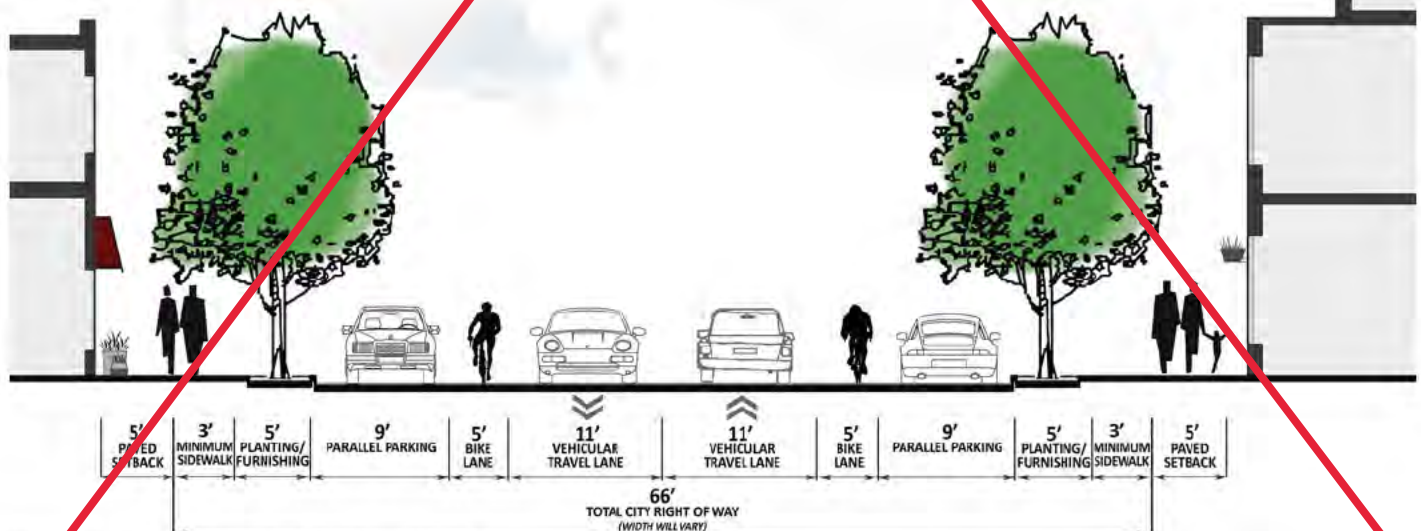 5'
PAVED
SETBACK
3'
MINIMUM
SIDEWALK
5'
PLANTING/
FURNISHING
9'
PARALLEL PARKING
5'
BIKE
LANE
11'
VEHICULAR
TRAVEL LANE
11'
VEHICULAR
TRAVEL LANE
5'
BIKE
LANE
9'
PARALLEL PARKING
5'
PLANTING/
FURNISHING
3'
MINIMUM
SIDEWALK
5'
PAVED
SETBACK
66'
TOTAL CITY RIGHT OF WAY
(WIDTH WILL VARY)